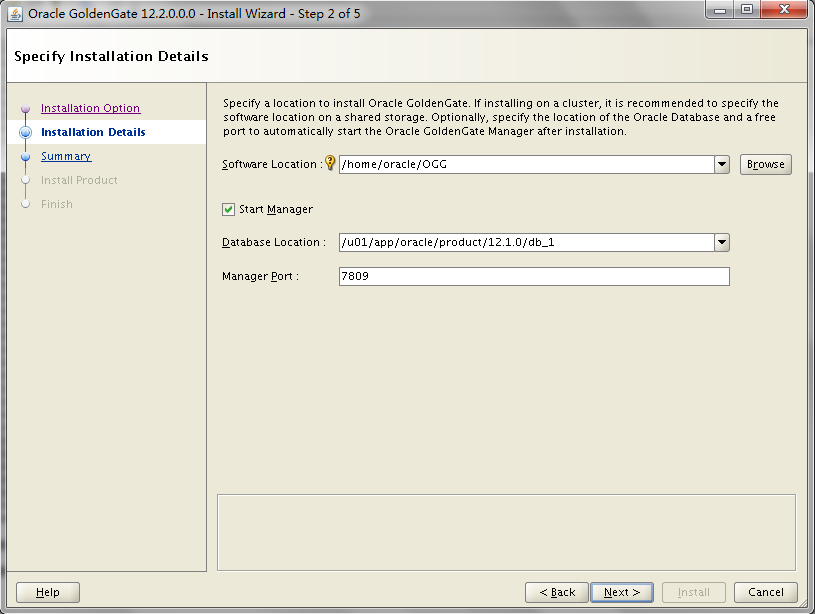 Oracle GoldenGate 12.2.0.0.0 - Install Wizard - Step 2 of 5
Specify Installation Details
Installation Option
Installation Details
Summary
Install Product
Finish
Specify a location to install Oracle GoldenGate. If installing on a cluster, it is recommended to specify the
software location on a shared storage. Optionally, specify the location of the Oracle Database and a free
port to automatically start the Oracle GoldenGate Manager after installation.
Software Location : /home/oracle/OGG Browse
Start Manager
Database Location : /u01/app/oracle/product/12.1.0/db_1
Manager Port : 7809
Help < Back Next > Install Cancel